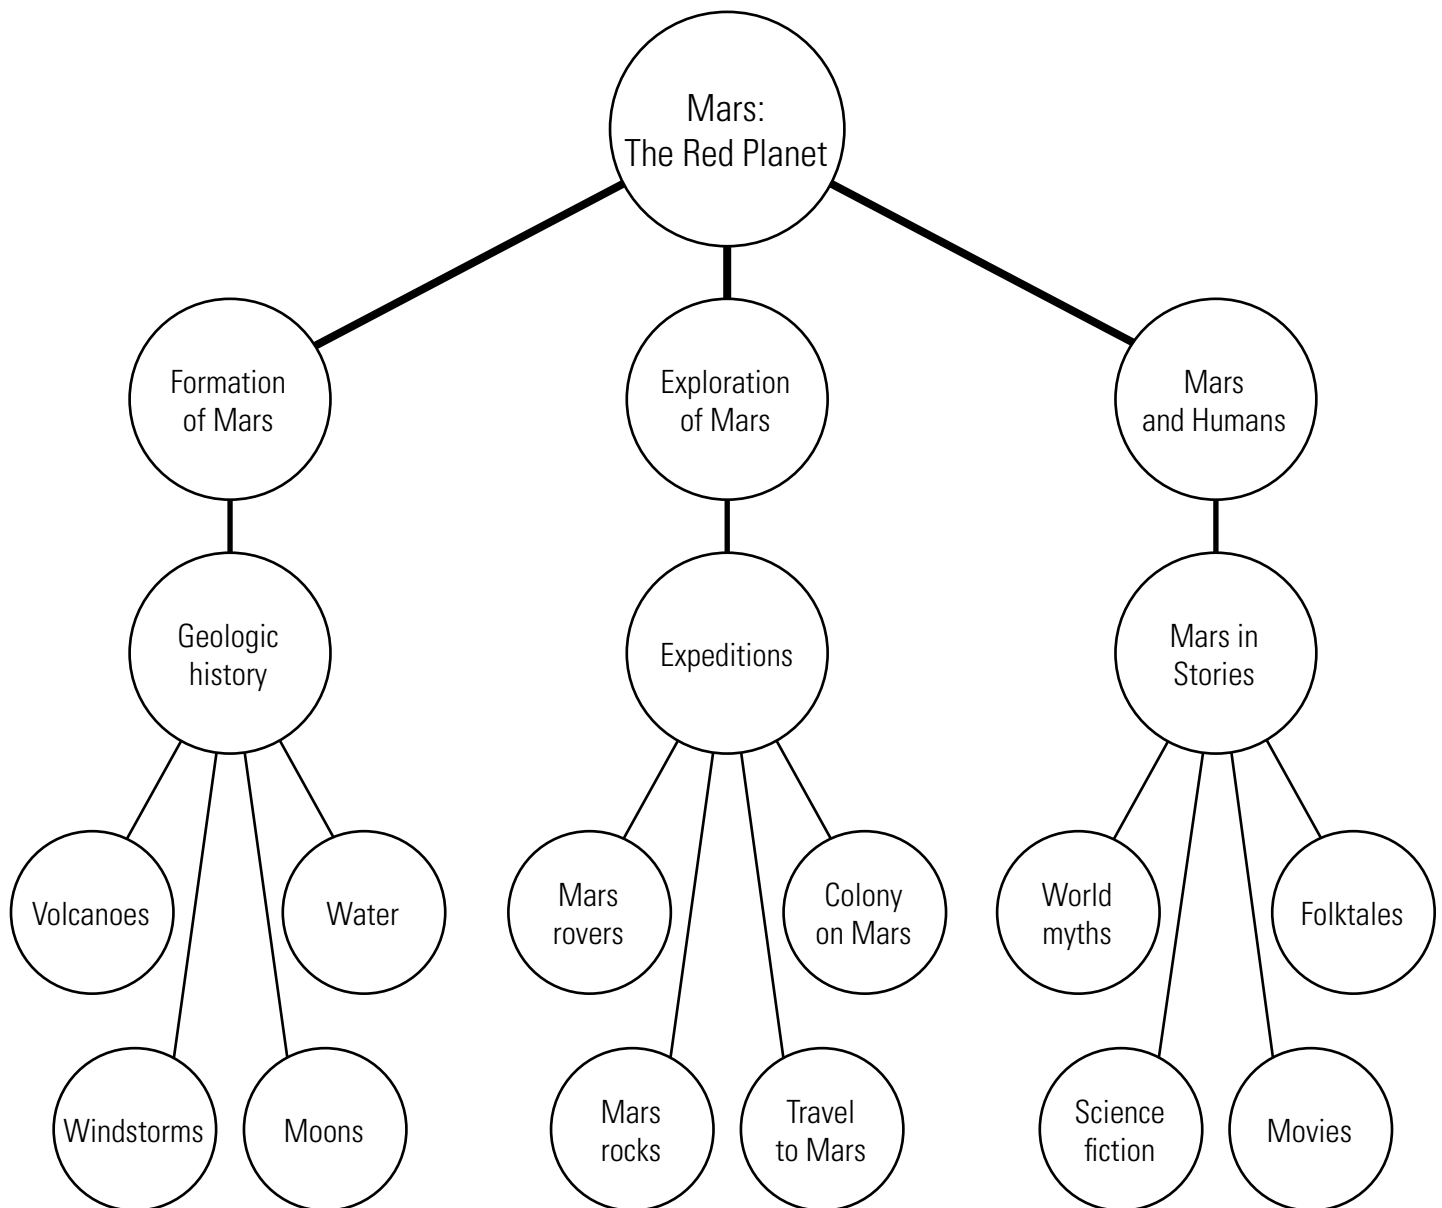 Mars:
The Red Planet
Formation
of Mars
Exploration
of Mars
Mars
and Humans
Geologic
history
Expeditions
Mars in
Stories
Volcanoes
Water
Mars
rovers
Colony
on Mars
World
myths
Folktales
Windstorms
Moons
Mars
rocks
Travel
to Mars
Science
fiction
Movies